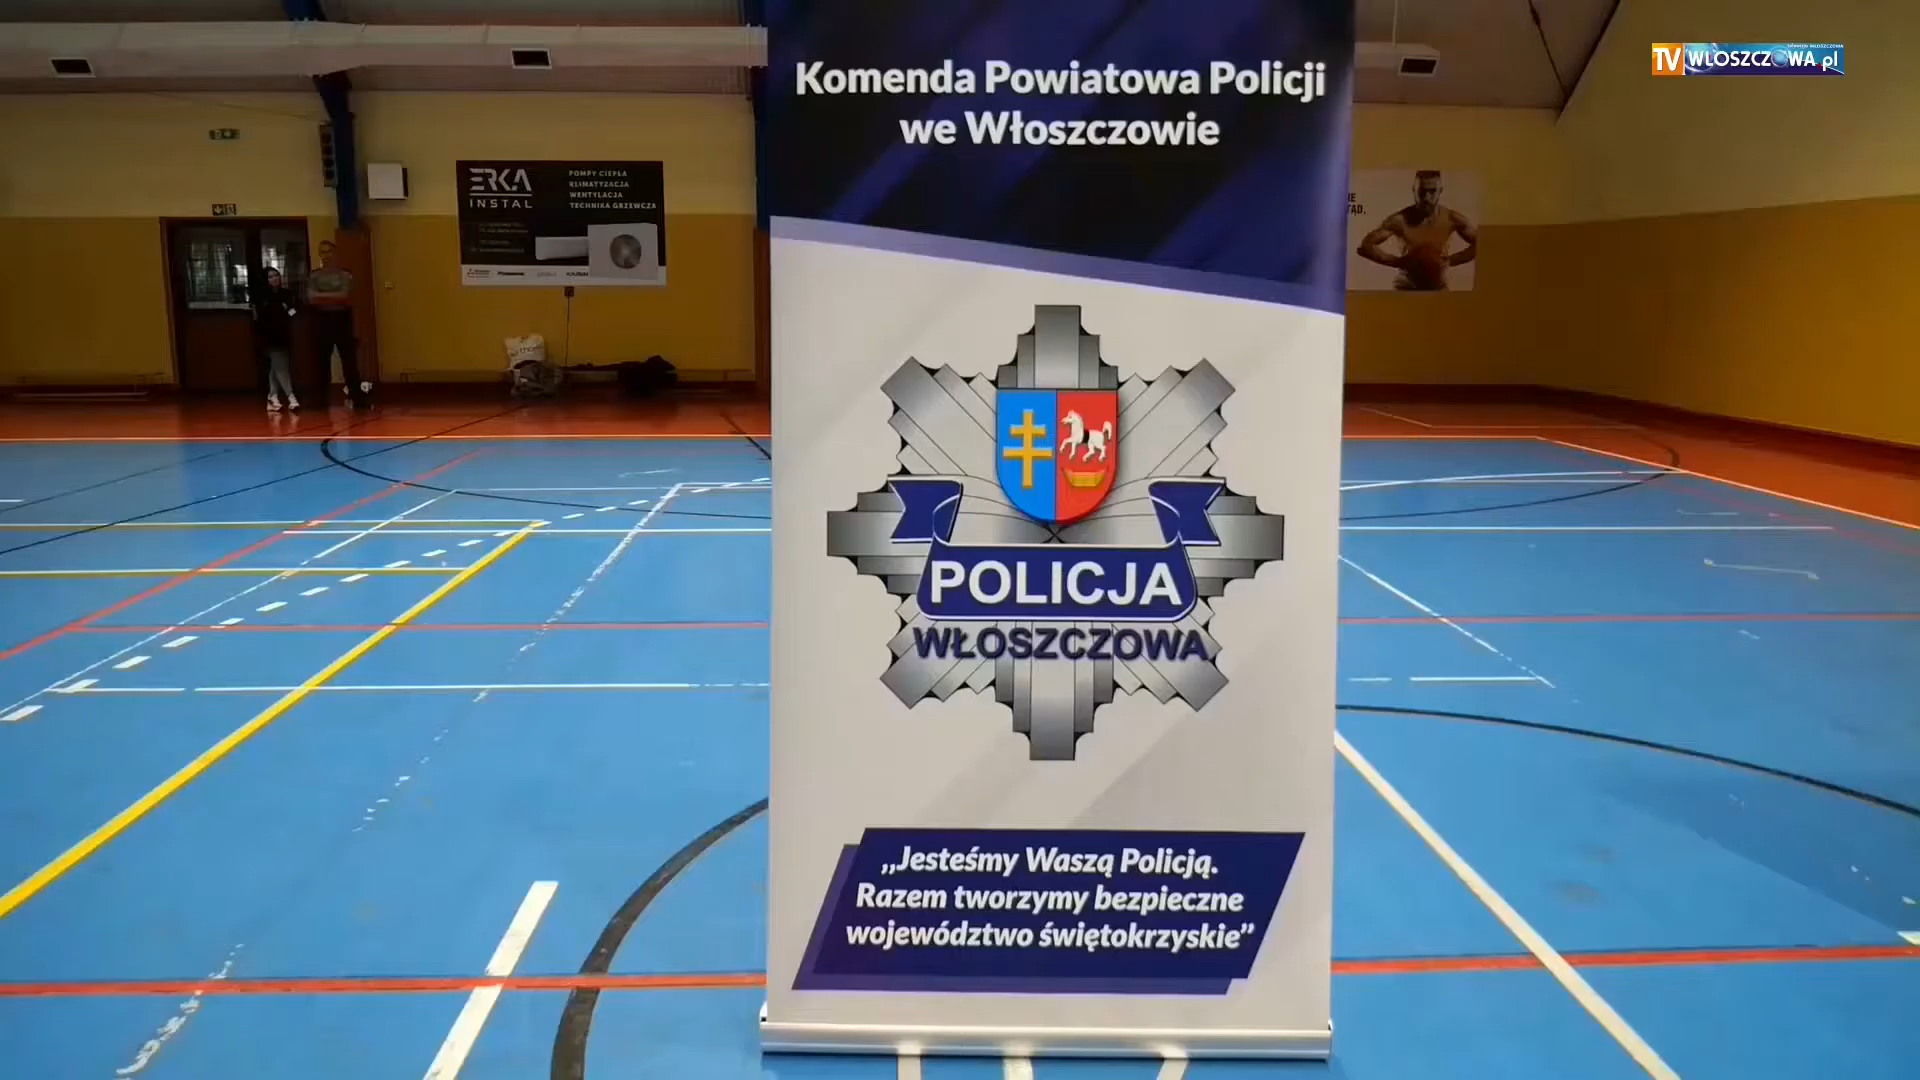 TV WLOSZCZOWA.pl
Komenda Powiatowa Policji
we Włoszczowie
ERKA
INSTAL
POMPY CIEPŁA
KLIMATYZACJA
WENTYLACJA
TECHNIKA GRZEWCZA
POLICJA
WŁOSZCZOWA
,,Jesteśmy Waszą Policją.
Razem tworzymy bezpieczne
województwo świętokrzyskie”